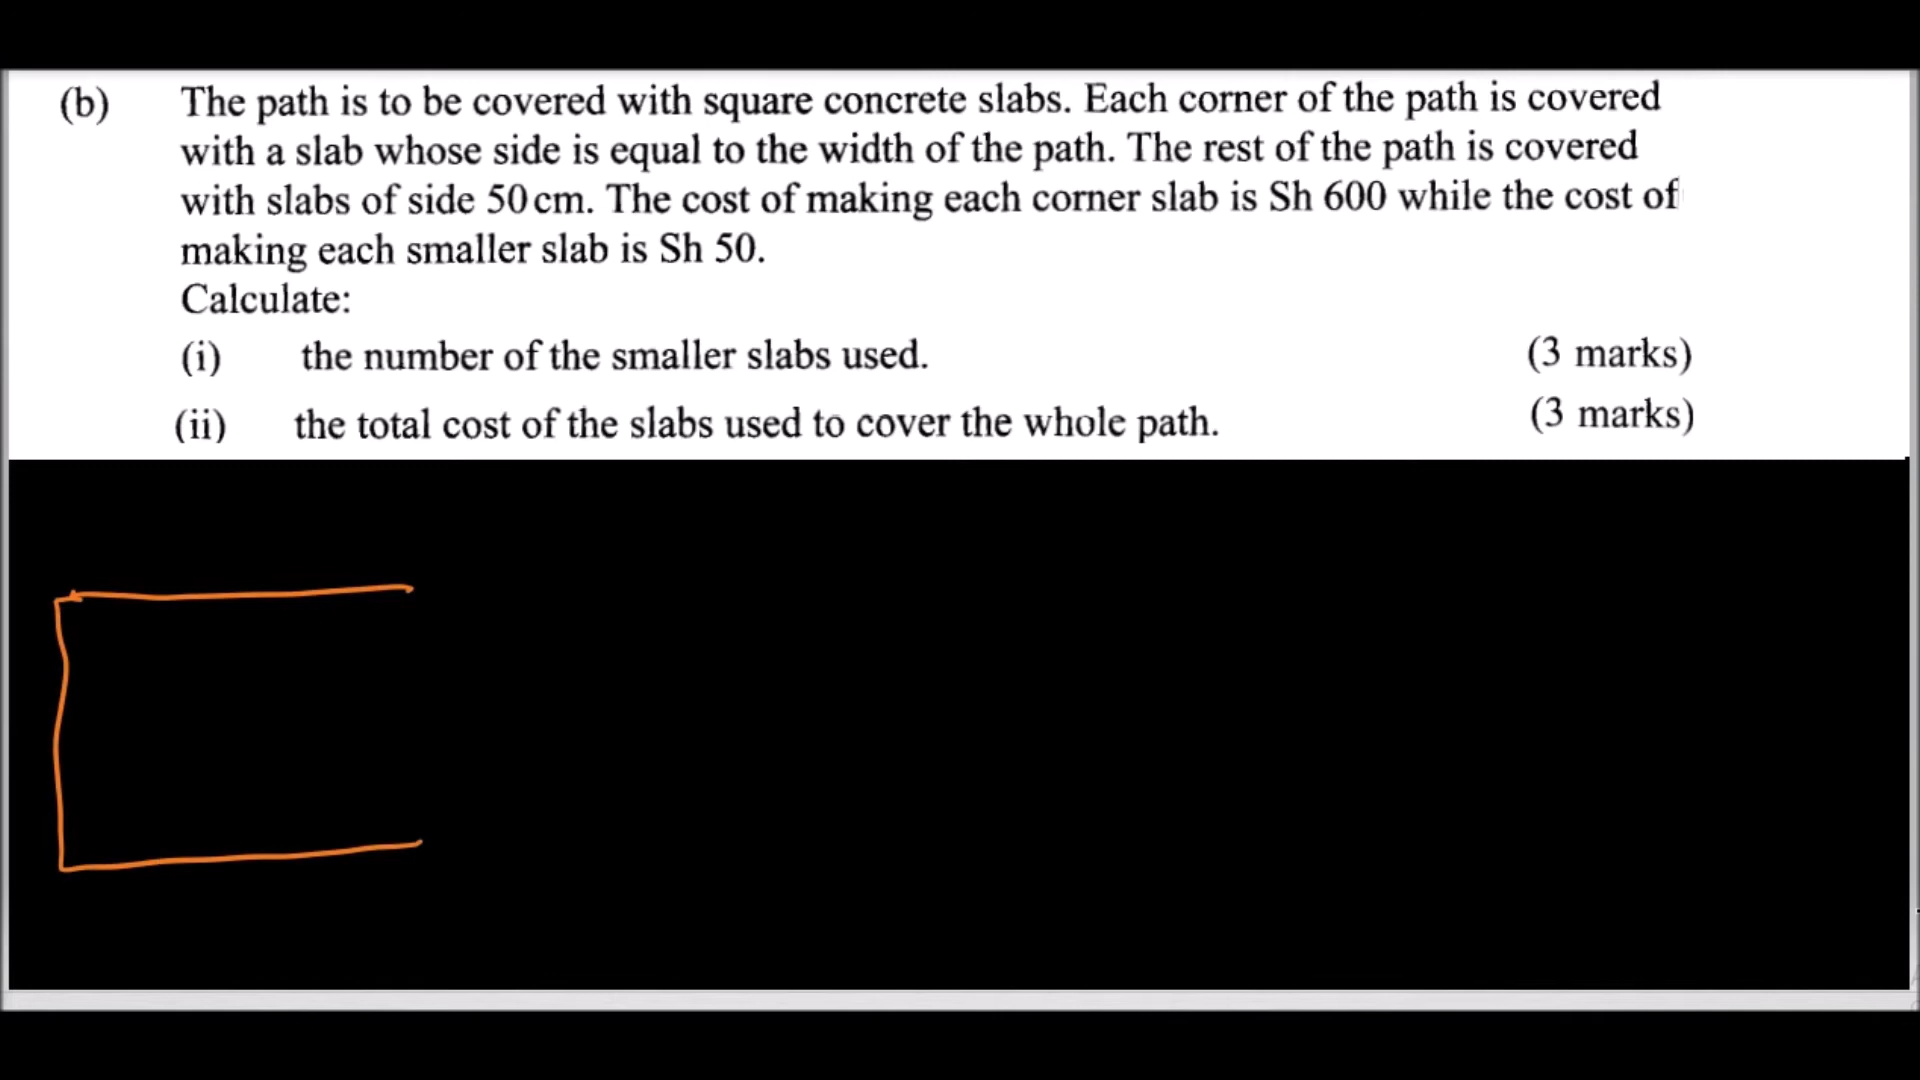 (b) The path is to be covered with square concrete slabs. Each corner of the path is covered
with a slab whose side is equal to the width of the path. The rest of the path is covered
with slabs of side 50 cm. The cost of making each corner slab is Sh 600 while the cost of
making each smaller slab is Sh 50.
Calculate:
(i) the number of the smaller slabs used. (3 marks)
(ii) the total cost of the slabs used to cover the whole path. (3 marks)